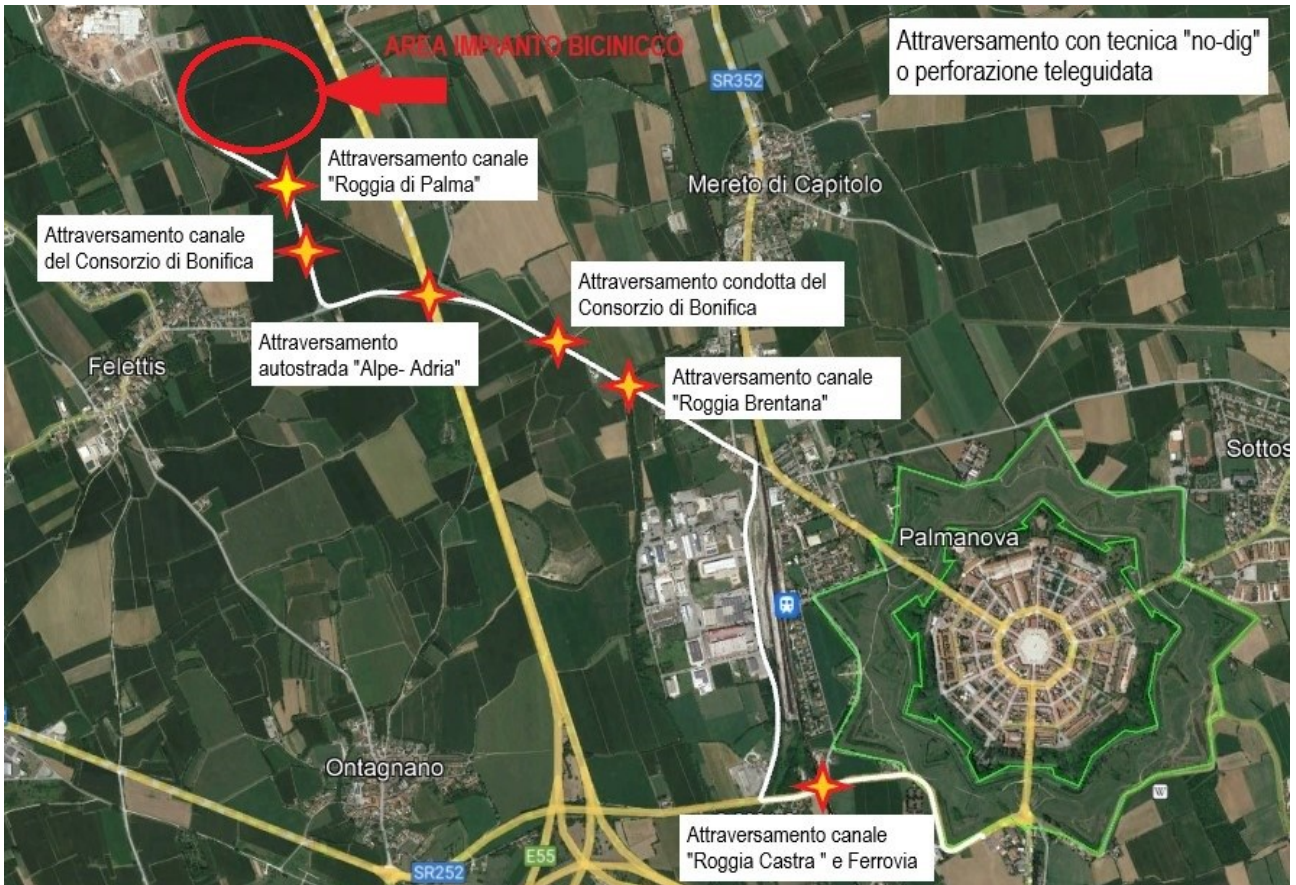 AREA IMPIANTO BICINICCO
Attraversamento con tecnica "no-dig"
o perforazione teleguidata
SR352
Attraversamento canale
"Roggia di Palma"
Mereto di Capitolo
Attraversamento canale
del Consorzio di Bonifica
Attraversamento condotta del
Consorzio di Bonifica
Attraversamento
autostrada "Alpe- Adria"
Felettis
Attraversamento canale
"Roggia Brentana"
Sottos
Palmanova
Ontagnano
W
Attraversamento canale
"Roggia Castra " e Ferrovia
E55
SR252